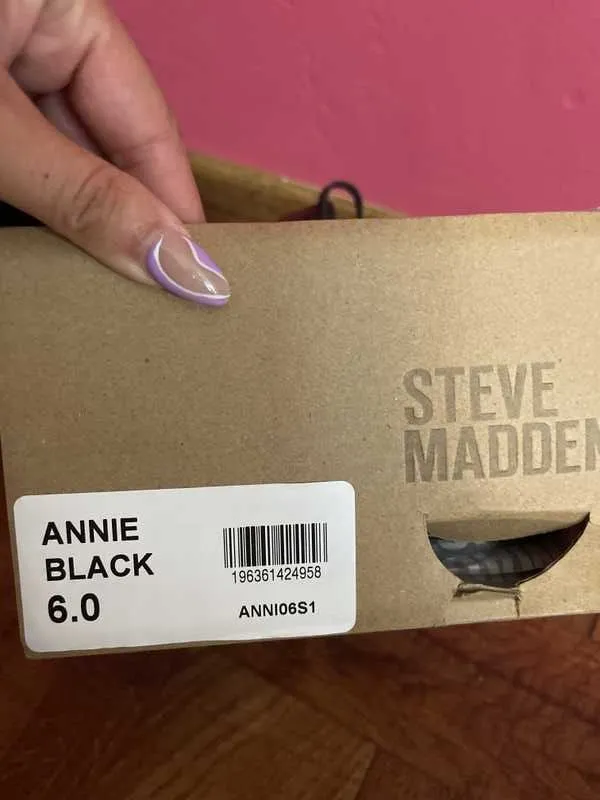 STEVE
MADDEN
ANNIE
BLACK
6.0
196361424958
ANNI06S1